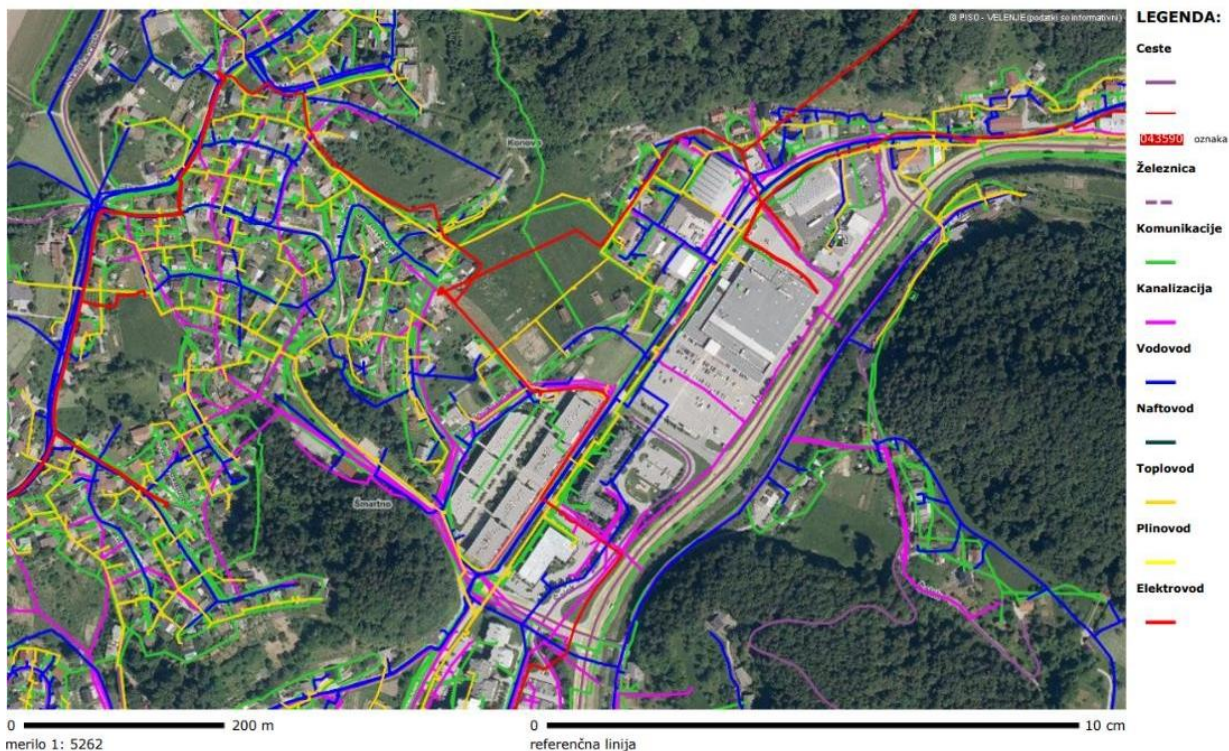 © PISO - VELENJE(podatki so informativni)
LEGENDA:
Ceste
043590 oznaka
Železnica
Komunikacije
Kanalizacija
Vodovod
Naftovod
Toplovod
Plinovod
Elektrovod
Konovo
Šmartno
0 200 m
merilo 1: 5262
0 10 cm
referenčna linija